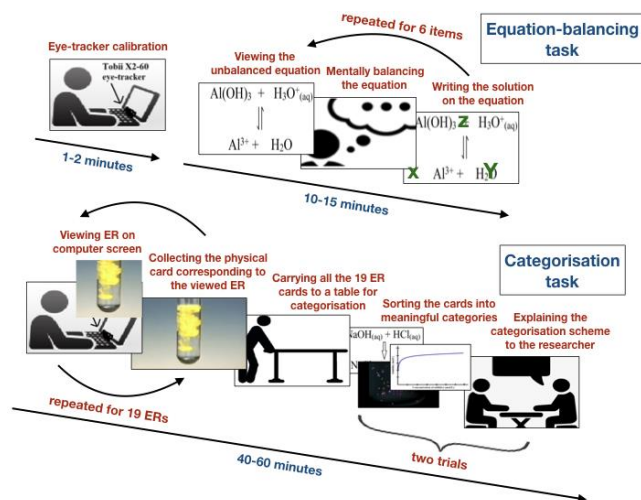 repeated for 6 items
Equation-balancing
task
Eye-tracker calibration
Tobii X2-60
eye-tracker
Viewing the
unbalanced equation
Mentally balancing
the equation
Writing the solution
on the equation
Al(OH)₃ + H₃O⁺(aq)
Al³⁺ + H₂O
Al(OH)₃ Z H₃O⁺(aq)
X Al³⁺ + H₂O Y
1-2 minutes
10-15 minutes
Viewing ER on
computer screen
Collecting the physical
card corresponding to
the viewed ER
Carrying all the 19 ER
cards to a table for
categorisation
Categorisation
task
Sorting the cards into
meaningful categories
Explaining the
categorisation scheme
to the researcher
NaOH(aq) + HCl(aq)
repeated for 19 ERs
two trials
40-60 minutes